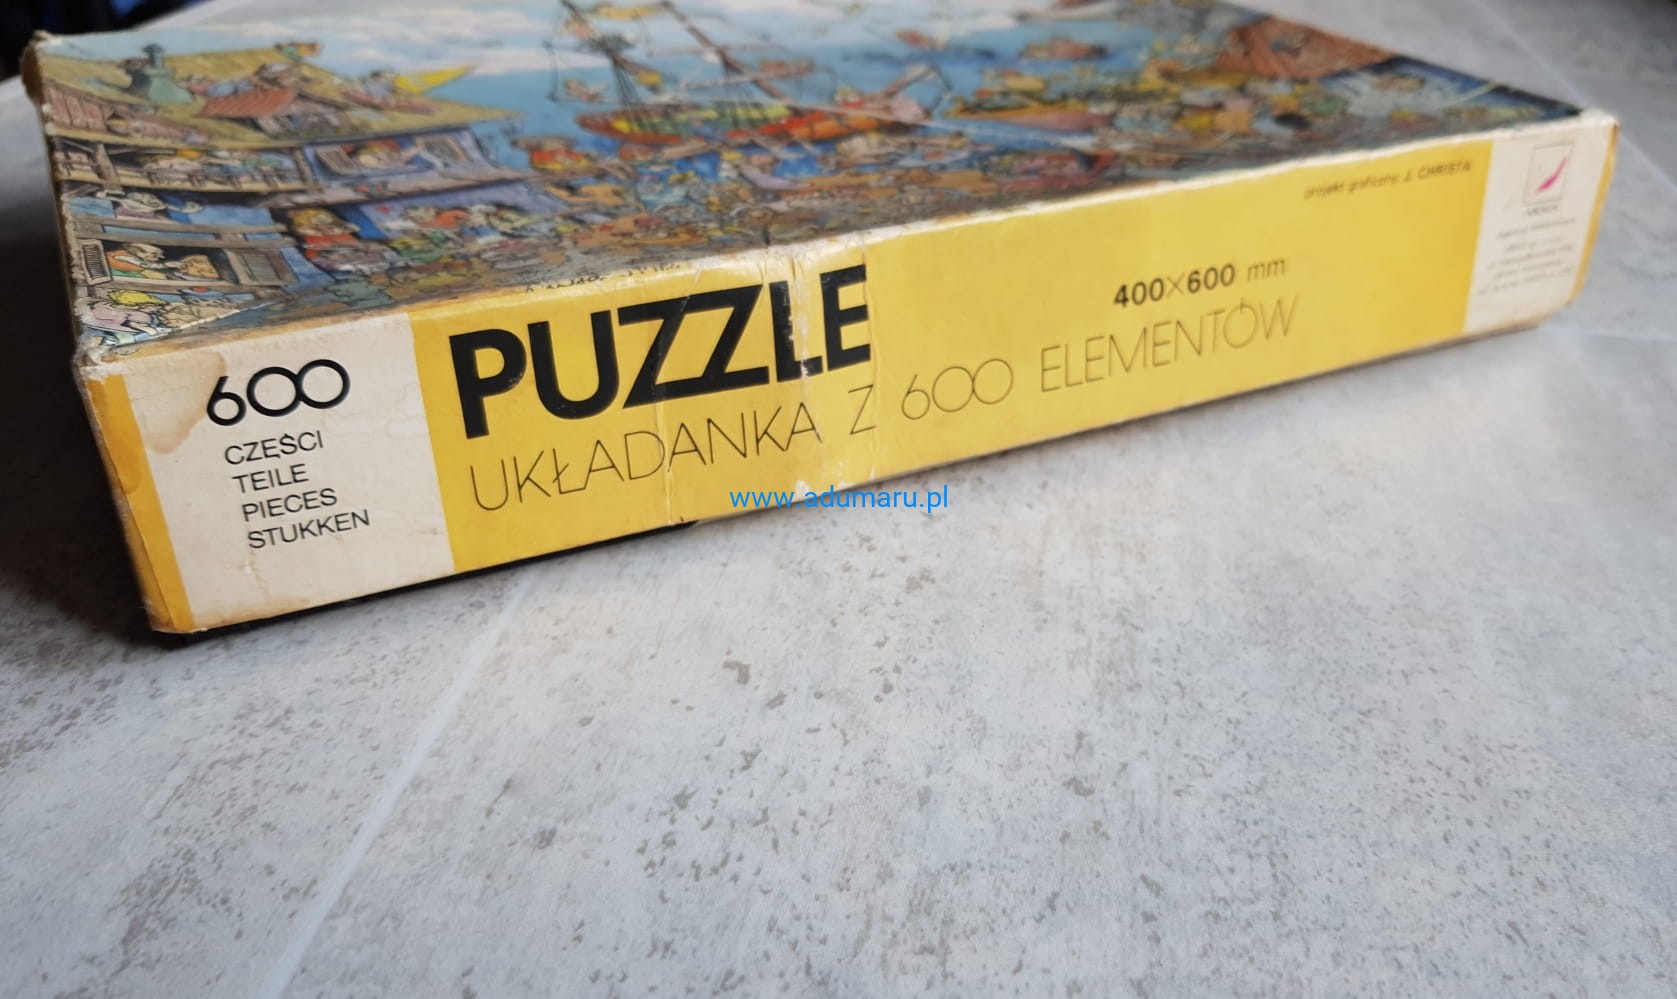 600
CZĘŚCI
TEILE
PIECES
STUKKEN
PUZZLE
UKŁADANKA Z 600 ELEMENTÓW
400×600 mm
projekt graficzny J. CHRISTA
www.adumaru.pl